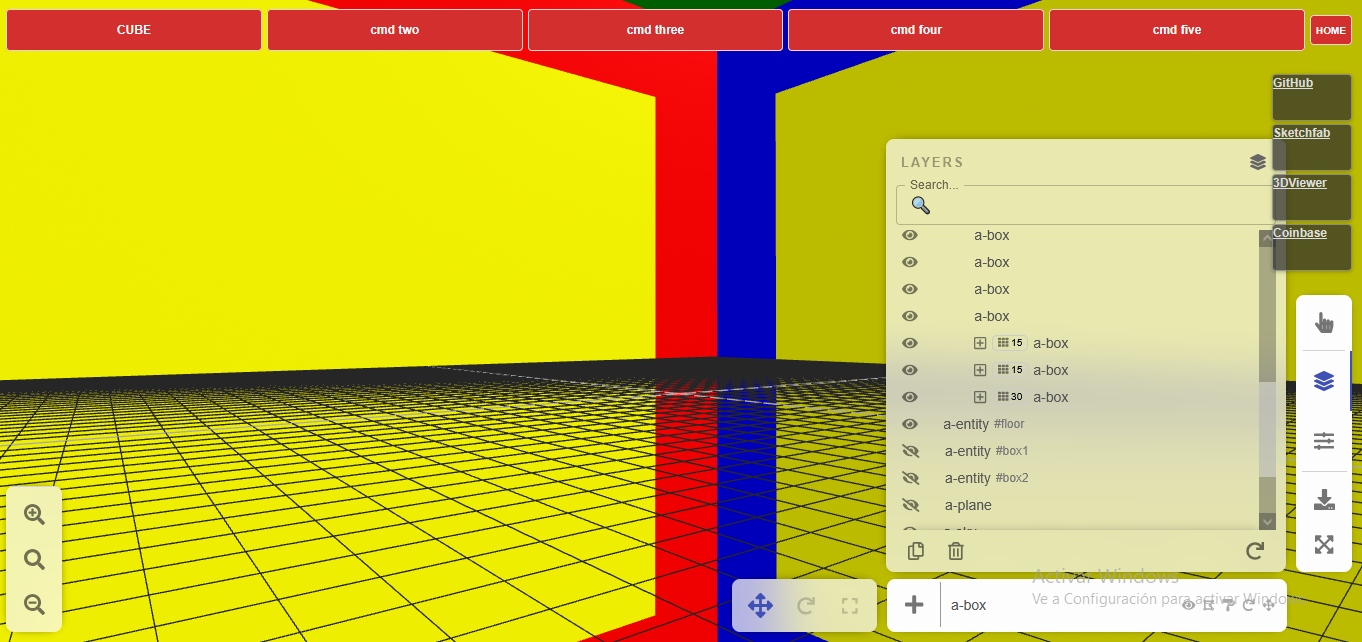 CUBE
cmd two
cmd three
cmd four
cmd five
HOME
GitHub
Sketchfab
3DViewer
Coinbase
LAYERS
Search...
a-box
a-box
a-box
a-box
15 a-box
15 a-box
30 a-box
a-entity #floor
a-entity #box1
a-entity #box2
a-plane
Activar Windows
Ve a Configuración para activar Windows
a-box